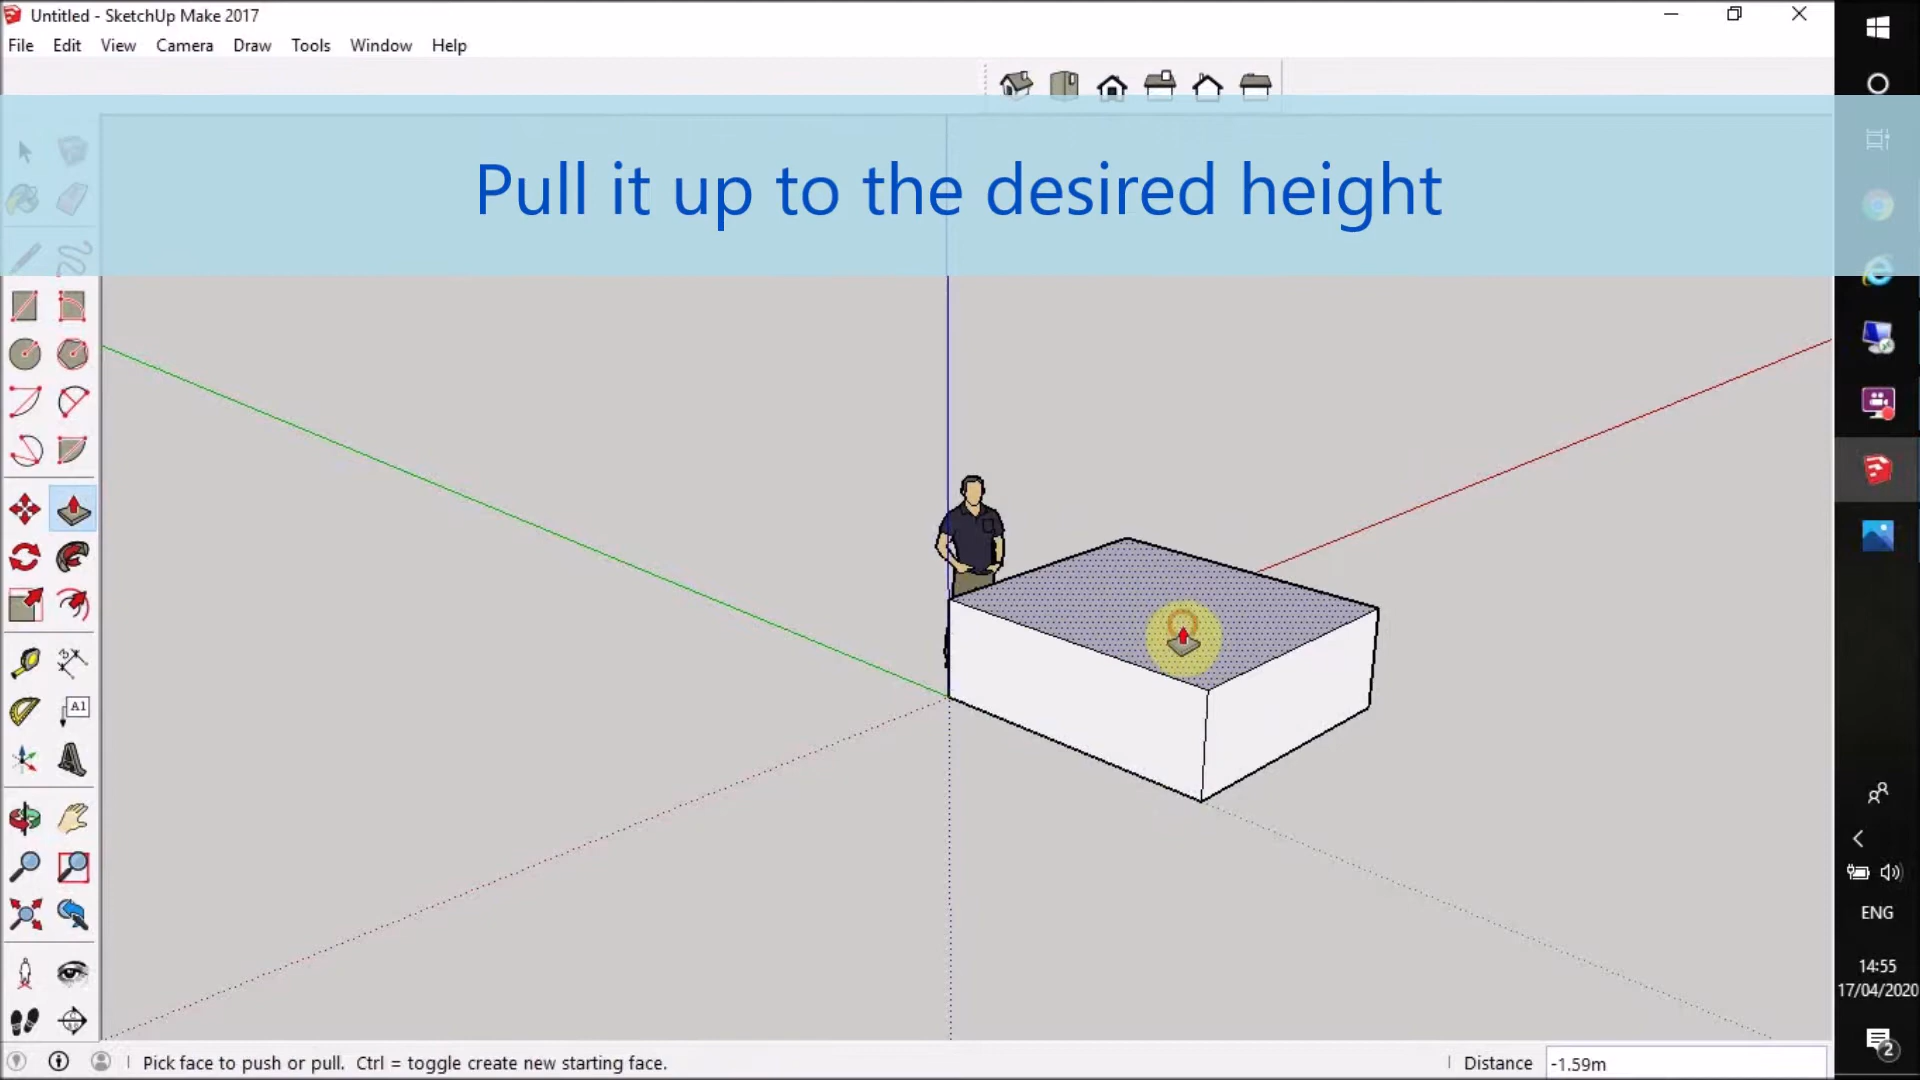 Untitled - SketchUp Make 2017
File Edit View Camera Draw Tools Window Help
Pull it up to the desired height
A1
ENG
14:55
17/04/2020
2
Pick face to push or pull. Ctrl = toggle create new starting face.
Distance -1.59m